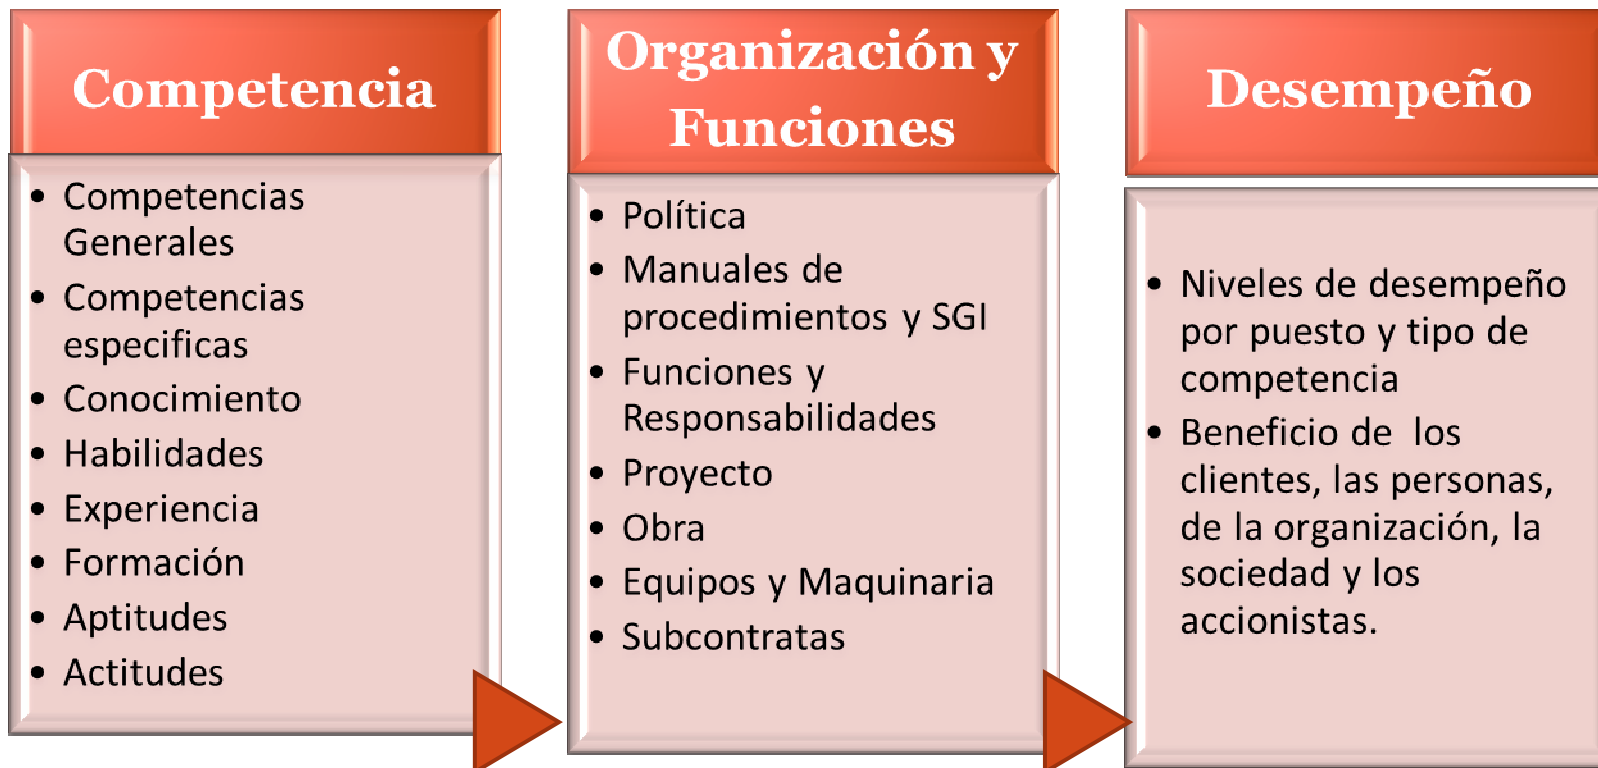 Competencia
• Competencias
Generales
• Competencias
especificas
• Conocimiento
• Habilidades
• Experiencia
• Formación
• Aptitudes
• Actitudes
Organización y
Funciones
• Política
• Manuales de
procedimientos y SGI
• Funciones y
Responsabilidades
• Proyecto
• Obra
• Equipos y Maquinaria
• Subcontratas
Desempeño
• Niveles de desempeño
por puesto y tipo de
competencia
• Beneficio de los
clientes, las personas,
de la organización, la
sociedad y los
accionistas.